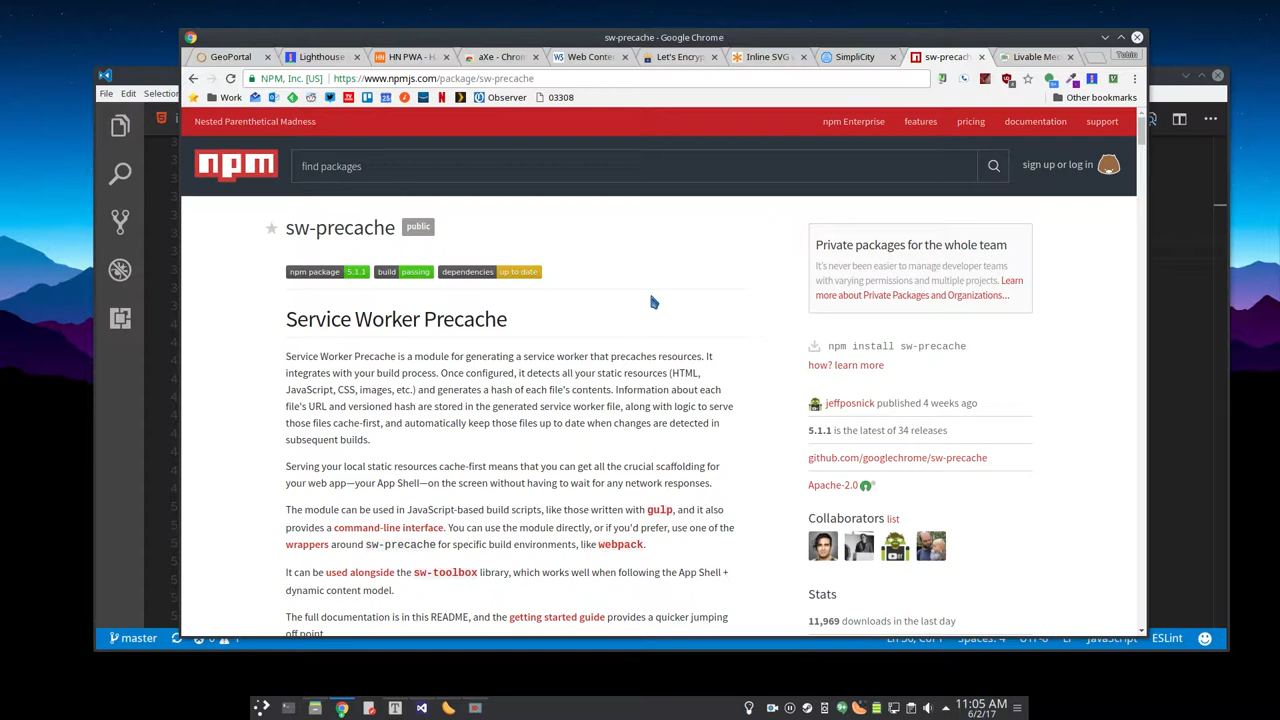 sw-precache - Google Chrome
GeoPortal
Lighthouse
HN PWA - H
aXe - Chron
Web Conten
Let's Encryp
Inline SVG v
SimpliCity
sw-precach
Livable Mec
Tobin
NPM, Inc. [US]
https://www.npmjs.com/package/sw-precache
Work
Observer
03308
Other bookmarks
File Edit Selection
Nested Parenthetical Madness
npm Enterprise
features
pricing
documentation
support
npm
find packages
sign up or log in
sw-precache public
npm package 5.1.1
build passing
dependencies up to date
Service Worker Precache
Service Worker Precache is a module for generating a service worker that precaches resources. It
integrates with your build process. Once configured, it detects all your static resources (HTML,
JavaScript, CSS, images, etc.) and generates a hash of each file's contents. Information about each
file's URL and versioned hash are stored in the generated service worker file, along with logic to serve
those files cache-first, and automatically keep those files up to date when changes are detected in
subsequent builds.
Serving your local static resources cache-first means that you can get all the crucial scaffolding for
your web app—your App Shell—on the screen without having to wait for any network responses.
The module can be used in JavaScript-based build scripts, like those written with gulp, and it also
provides a command-line interface. You can use the module directly, or if you'd prefer, use one of the
wrappers around sw-precache for specific build environments, like webpack.
It can be used alongside the sw-toolbox library, which works well when following the App Shell +
dynamic content model.
The full documentation is in this README, and the getting started guide provides a quicker jumping
off point.
Private packages for the whole team
It's never been easier to manage developer teams
with varying permissions and multiple projects. Learn
more about Private Packages and Organizations...
npm install sw-precache
how? learn more
jeffposnick published 4 weeks ago
5.1.1 is the latest of 34 releases
github.com/googlechrome/sw-precache
Apache-2.0
Collaborators list
Stats
11,969 downloads in the last day
master
JavaScript
ESLint
11:05 AM
6/2/17